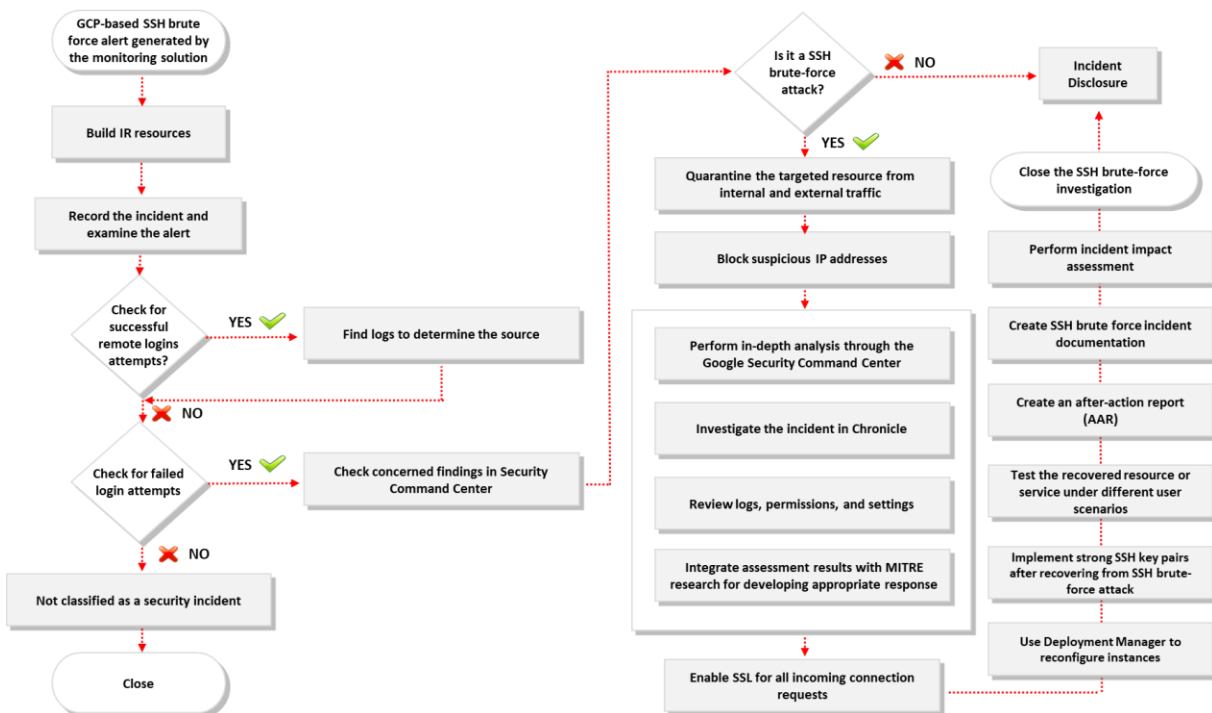 GCP-based SSH brute
force alert generated by
the monitoring solution
Build IR resources
Record the incident and
examine the alert
Check for
successful
remote logins
attempts?
YES
Find logs to determine the source
NO
Check for failed
login attempts
YES
Check concerned findings in Security
Command Center
NO
Not classified as a security incident
Close
Is it a SSH
brute-force
attack?
NO
Incident
Disclosure
YES
Quarantine the targeted resource from
internal and external traffic
Block suspicious IP addresses
Perform in-depth analysis through the
Google Security Command Center
Investigate the incident in Chronicle
Review logs, permissions, and settings
Integrate assessment results with MITRE
research for developing appropriate response
Enable SSL for all incoming connection
requests
Use Deployment Manager to
reconfigure instances
Implement strong SSH key pairs
after recovering from SSH brute-
force attack
Test the recovered resource or
service under different user
scenarios
Create an after-action report
(AAR)
Create SSH brute force incident
documentation
Perform incident impact
assessment
Close the SSH brute-force
investigation